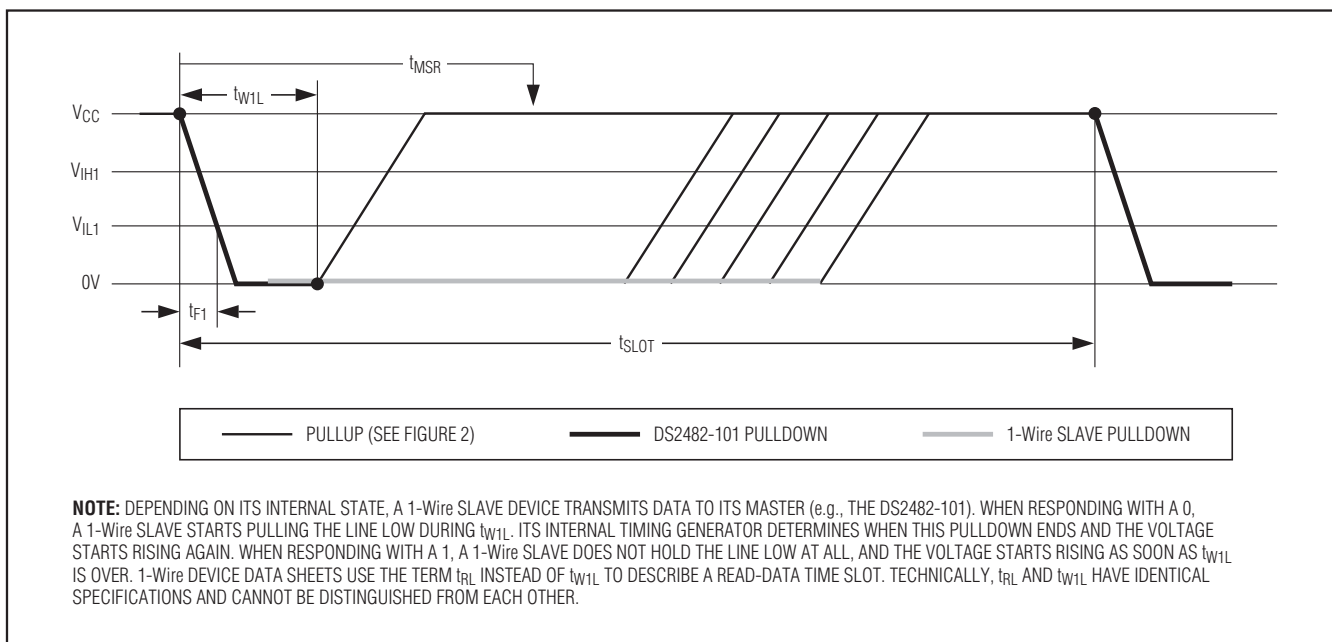 tMSR
tW1L
VCC
VIH1
VIL1
0V
tF1
tSLOT
PULLUP (SEE FIGURE 2) DS2482-101 PULLDOWN 1-Wire SLAVE PULLDOWN
NOTE: DEPENDING ON ITS INTERNAL STATE, A 1-Wire SLAVE DEVICE TRANSMITS DATA TO ITS MASTER (e.g., THE DS2482-101). WHEN RESPONDING WITH A 0,
A 1-Wire SLAVE STARTS PULLING THE LINE LOW DURING tW1L. ITS INTERNAL TIMING GENERATOR DETERMINES WHEN THIS PULLDOWN ENDS AND THE VOLTAGE
STARTS RISING AGAIN. WHEN RESPONDING WITH A 1, A 1-Wire SLAVE DOES NOT HOLD THE LINE LOW AT ALL, AND THE VOLTAGE STARTS RISING AS SOON AS tW1L
IS OVER. 1-Wire DEVICE DATA SHEETS USE THE TERM tRL INSTEAD OF tW1L TO DESCRIBE A READ-DATA TIME SLOT. TECHNICALLY, tRL AND tW1L HAVE IDENTICAL
SPECIFICATIONS AND CANNOT BE DISTINGUISHED FROM EACH OTHER.